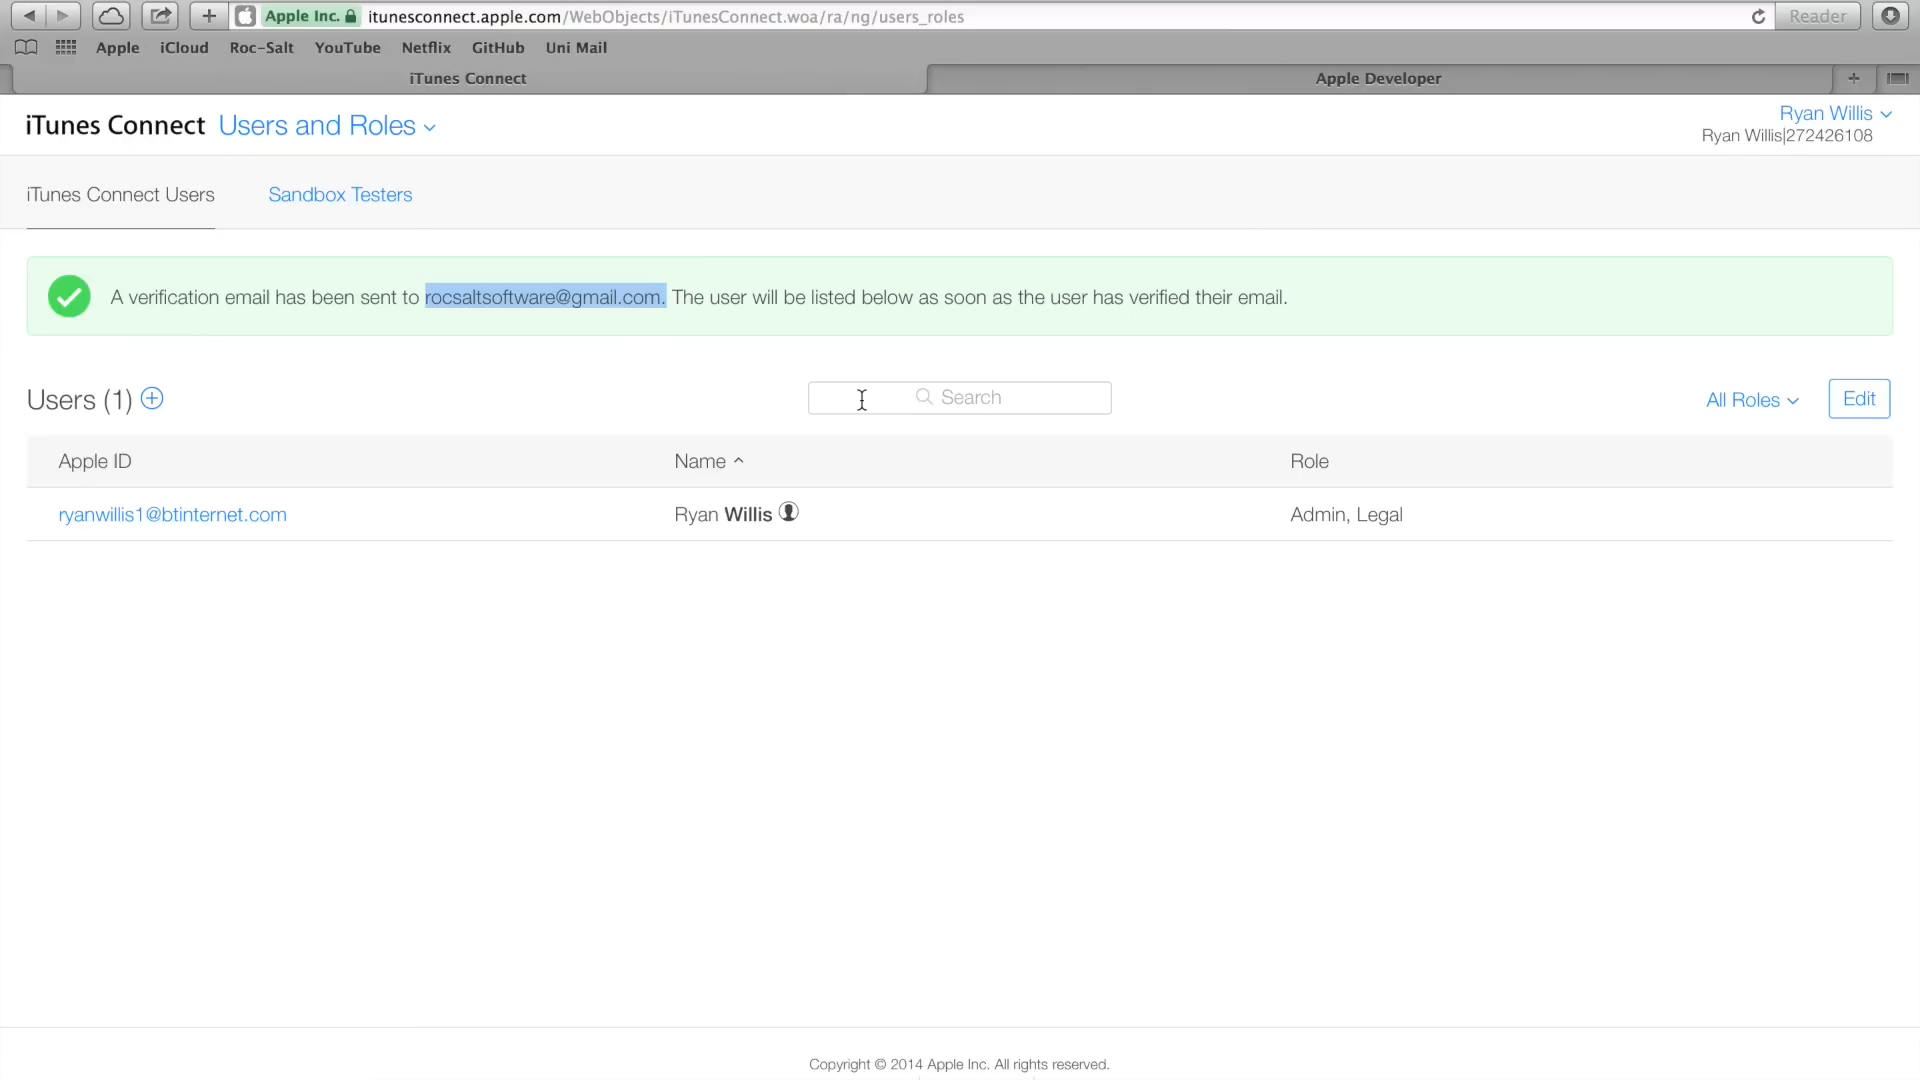 Apple Inc. itunesconnect.apple.com/WebObjects/iTunesConnect.woa/ra/ng/users_roles Reader
Apple iCloud Roc-Salt YouTube Netflix GitHub Uni Mail
iTunes Connect Apple Developer
iTunes Connect Users and Roles Ryan Willis
Ryan Willis|272426108
iTunes Connect Users Sandbox Testers
A verification email has been sent to rocsaltsoftware@gmail.com. The user will be listed below as soon as the user has verified their email.
Users (1) Search All Roles Edit
Apple ID Name Role
ryanwillis1@btinternet.com Ryan Willis Admin, Legal
Copyright © 2014 Apple Inc. All rights reserved.